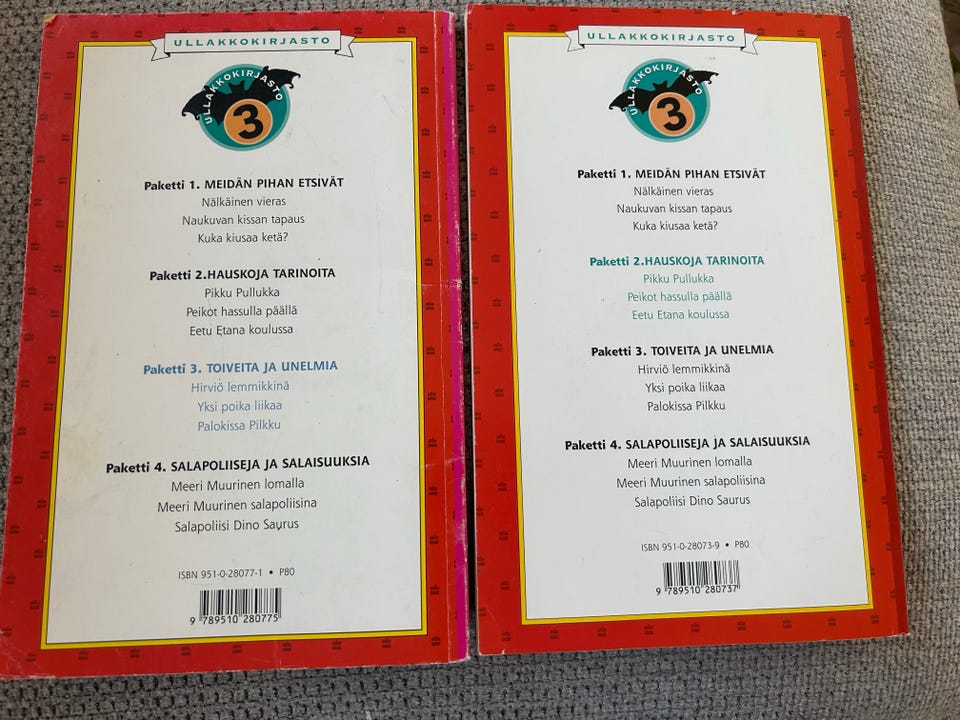 ULLAKKOKIRJASTO
ULLAKKOKIRJASTO
3
Paketti 1. MEIDÄN PIHAN ETSIVÄT
Nälkäinen vieras
Naukuvan kissan tapaus
Kuka kiusaa ketä?
Paketti 2.HAUSKOJA TARINOITA
Pikku Pullukka
Peikot hassulla päällä
Eetu Etana koulussa
Paketti 3. TOIVEITA JA UNELMIA
Hirviö lemmikkinä
Yksi poika liikaa
Palokissa Pilkku
Paketti 4. SALAPOLIISEJA JA SALAISUUKSIA
Meeri Muurinen lomalla
Meeri Muurinen salapoliisina
Salapoliisi Dino Saurus
ISBN 951-0-28077-1 • P80
9 789510 280775
ULLAKKOKIRJASTO
ULLAKKOKIRJASTO
3
Paketti 1. MEIDÄN PIHAN ETSIVÄT
Nälkäinen vieras
Naukuvan kissan tapaus
Kuka kiusaa ketä?
Paketti 2.HAUSKOJA TARINOITA
Pikku Pullukka
Peikot hassulla päällä
Eetu Etana koulussa
Paketti 3. TOIVEITA JA UNELMIA
Hirviö lemmikkinä
Yksi poika liikaa
Palokissa Pilkku
Paketti 4. SALAPOLIISEJA JA SALAISUUKSIA
Meeri Muurinen lomalla
Meeri Muurinen salapoliisina
Salapoliisi Dino Saurus
ISBN 951-0-28073-9 • P80
9 789510 280737